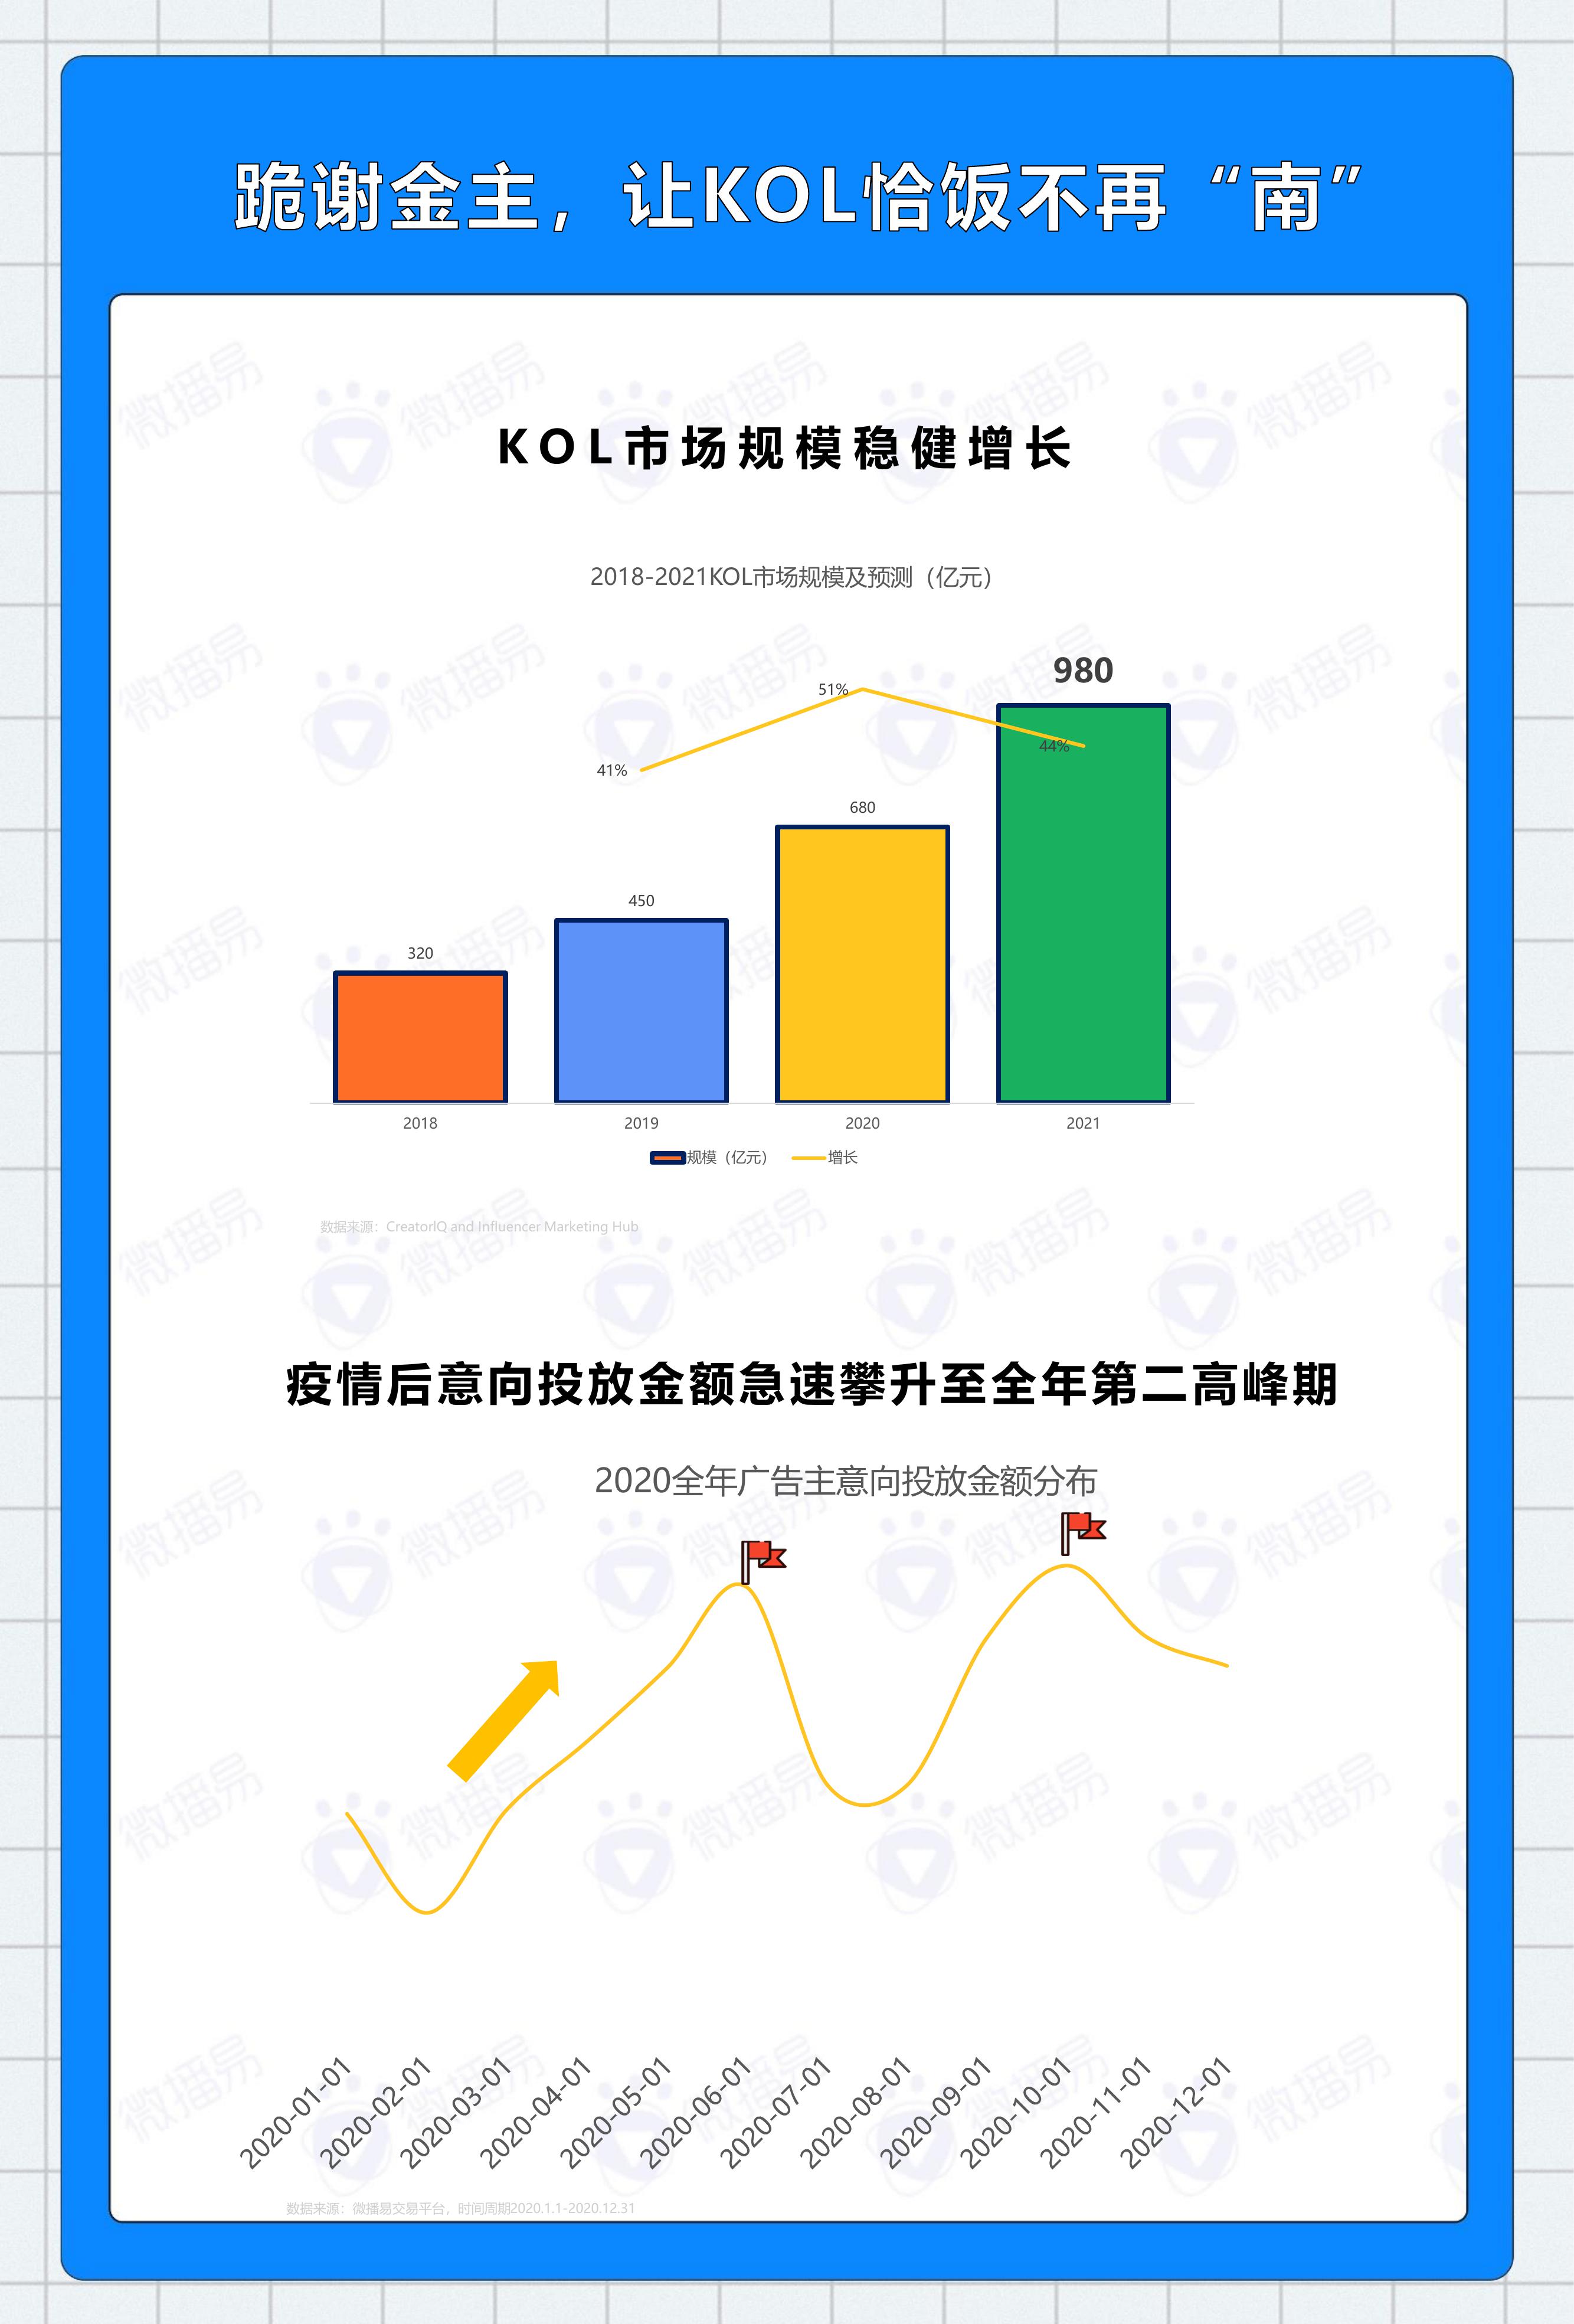 跪谢金主，让KOL恰饭不再“南”
KOL市场规模稳健增长
2018-2021KOL市场规模及预测（亿元）
980
51%
44%
41%
680
450
320
2018 2019 2020 2021
规模（亿元） 增长
数据来源：CreatorIQ and Influencer Marketing Hub
疫情后意向投放金额急速攀升至全年第二高峰期
2020全年广告主意向投放金额分布
2020-01-01
2020-02-01
2020-03-01
2020-04-01
2020-05-01
2020-06-01
2020-07-01
2020-08-01
2020-09-01
2020-10-01
2020-11-01
2020-12-01
数据来源：微播易交易平台，时间周期2020.1.1-2020.12.31
微播易